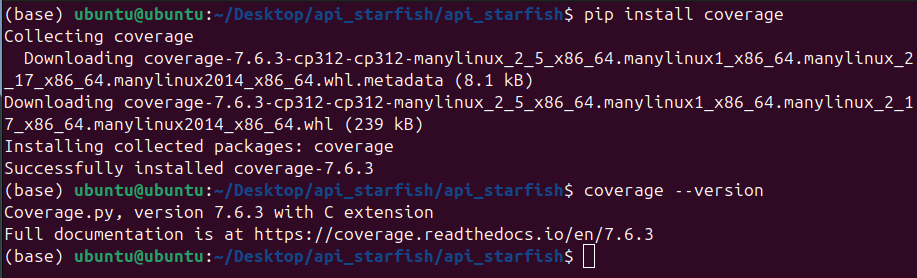 (base) ubuntu@ubuntu:~/Desktop/api_starfish/api_starfish$ pip install coverage
Collecting coverage
  Downloading coverage-7.6.3-cp312-cp312-manylinux_2_5_x86_64.manylinux1_x86_64.manylinux_2
_17_x86_64.manylinux2014_x86_64.whl.metadata (8.1 kB)
Downloading coverage-7.6.3-cp312-cp312-manylinux_2_5_x86_64.manylinux1_x86_64.manylinux_2_1
7_x86_64.manylinux2014_x86_64.whl (239 kB)
Installing collected packages: coverage
Successfully installed coverage-7.6.3
(base) ubuntu@ubuntu:~/Desktop/api_starfish/api_starfish$ coverage --version
Coverage.py, version 7.6.3 with C extension
Full documentation is at https://coverage.readthedocs.io/en/7.6.3
(base) ubuntu@ubuntu:~/Desktop/api_starfish/api_starfish$